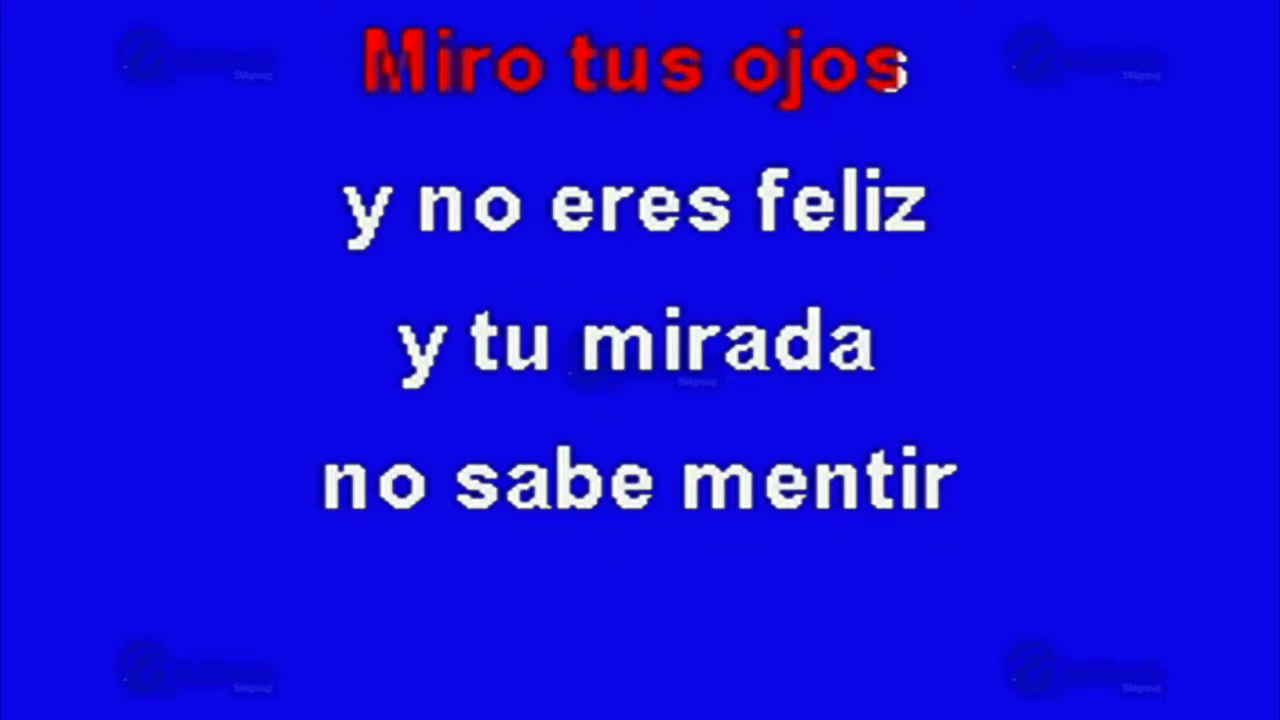 Miro tus ojos
y no eres feliz
y tu mirada
no sabe mentir